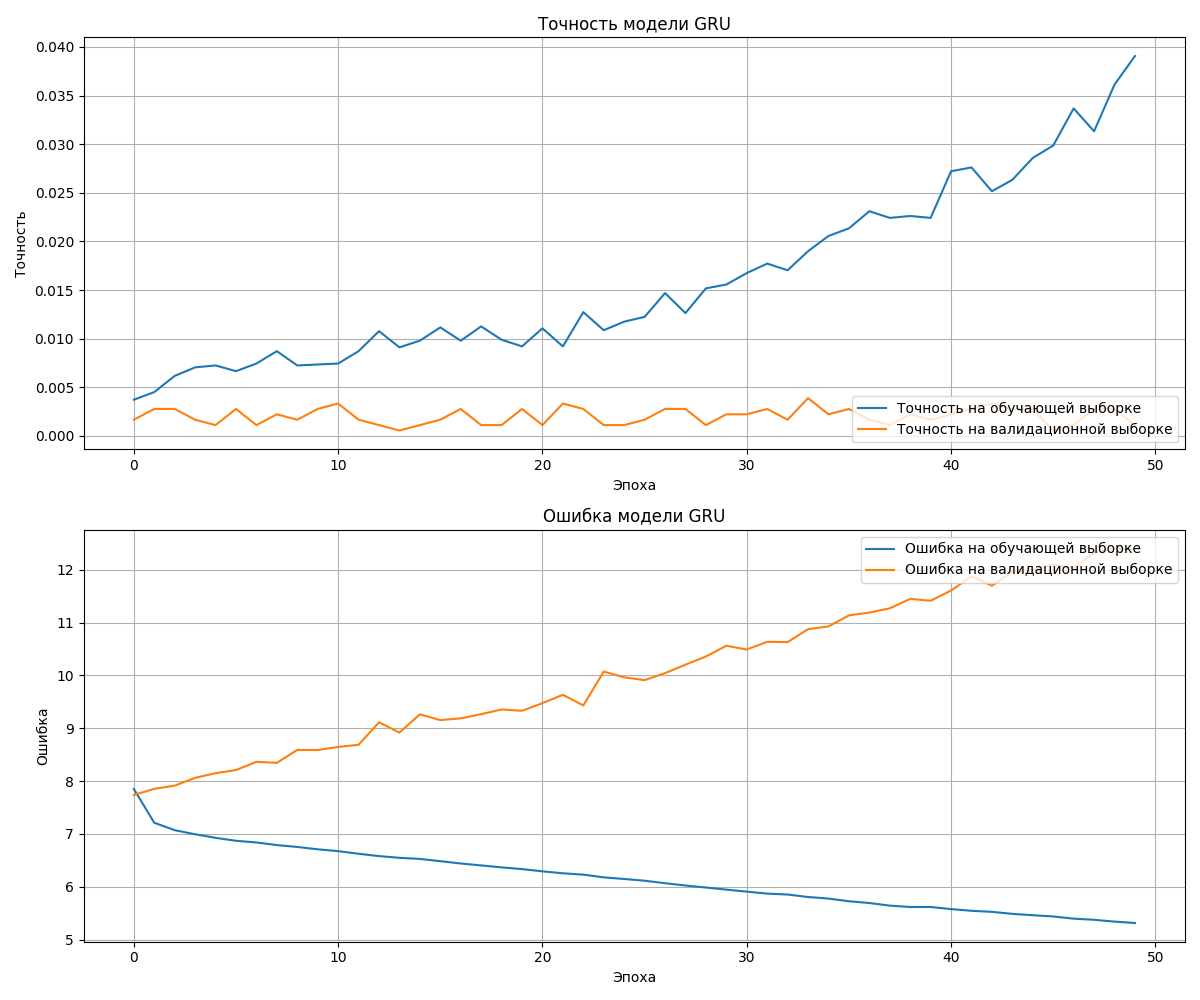 Точность модели GRU
0.040
0.035
0.030
0.025
0.020
0.015
0.010
0.005
0.000
Точность
Точность на обучающей выборке
Точность на валидационной выборке
0 10 20 30 40 50
Эпоха
Ошибка модели GRU
Ошибка на обучающей выборке
Ошибка на валидационной выборке
12
11
10
9
8
7
6
5
Ошибка
0 10 20 30 40 50
Эпоха